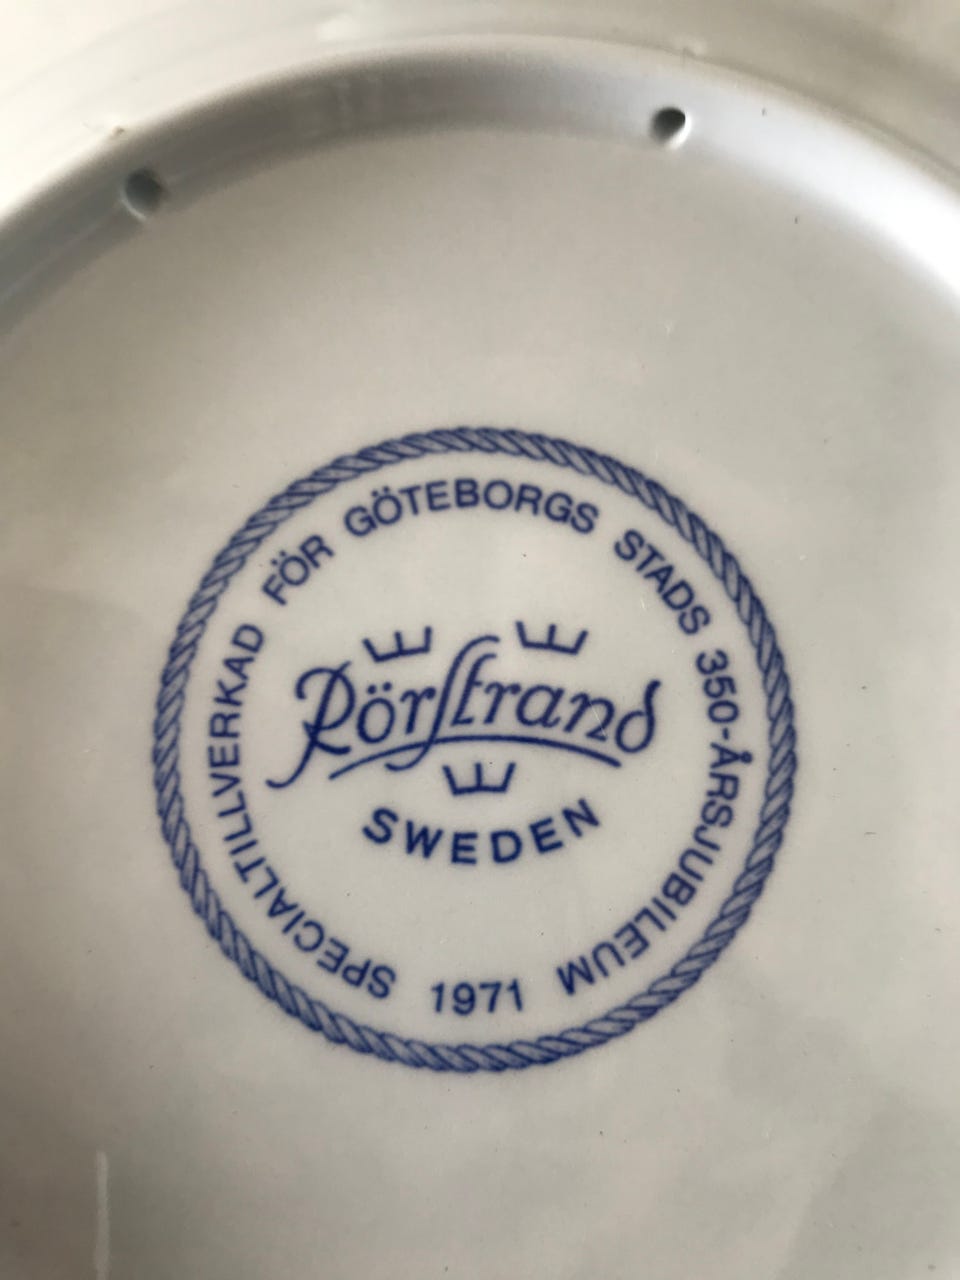 SPECIALTILLVERKAD FÖR GÖTEBORGS STADS 350-ÅRSJUBILEUM
1971
Rörstrand
SWEDEN